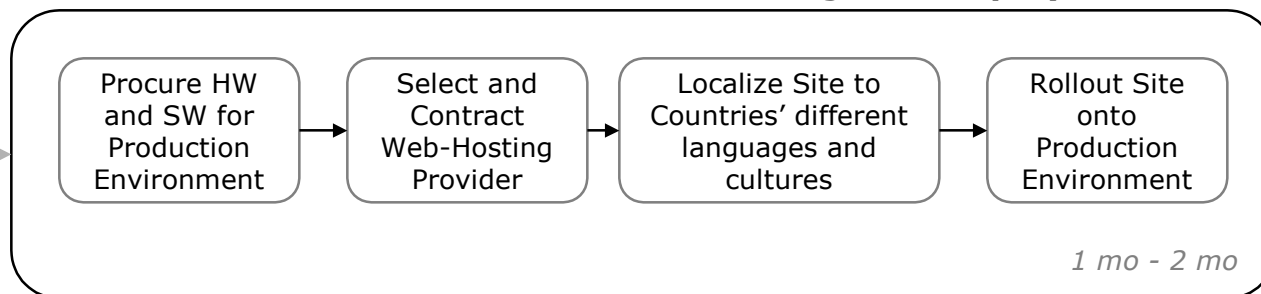 Procure HW
and SW for
Production
Environment
Select and
Contract
Web-Hosting
Provider
Localize Site to
Countries' different
languages and
cultures
Rollout Site
onto
Production
Environment
1 mo - 2 mo